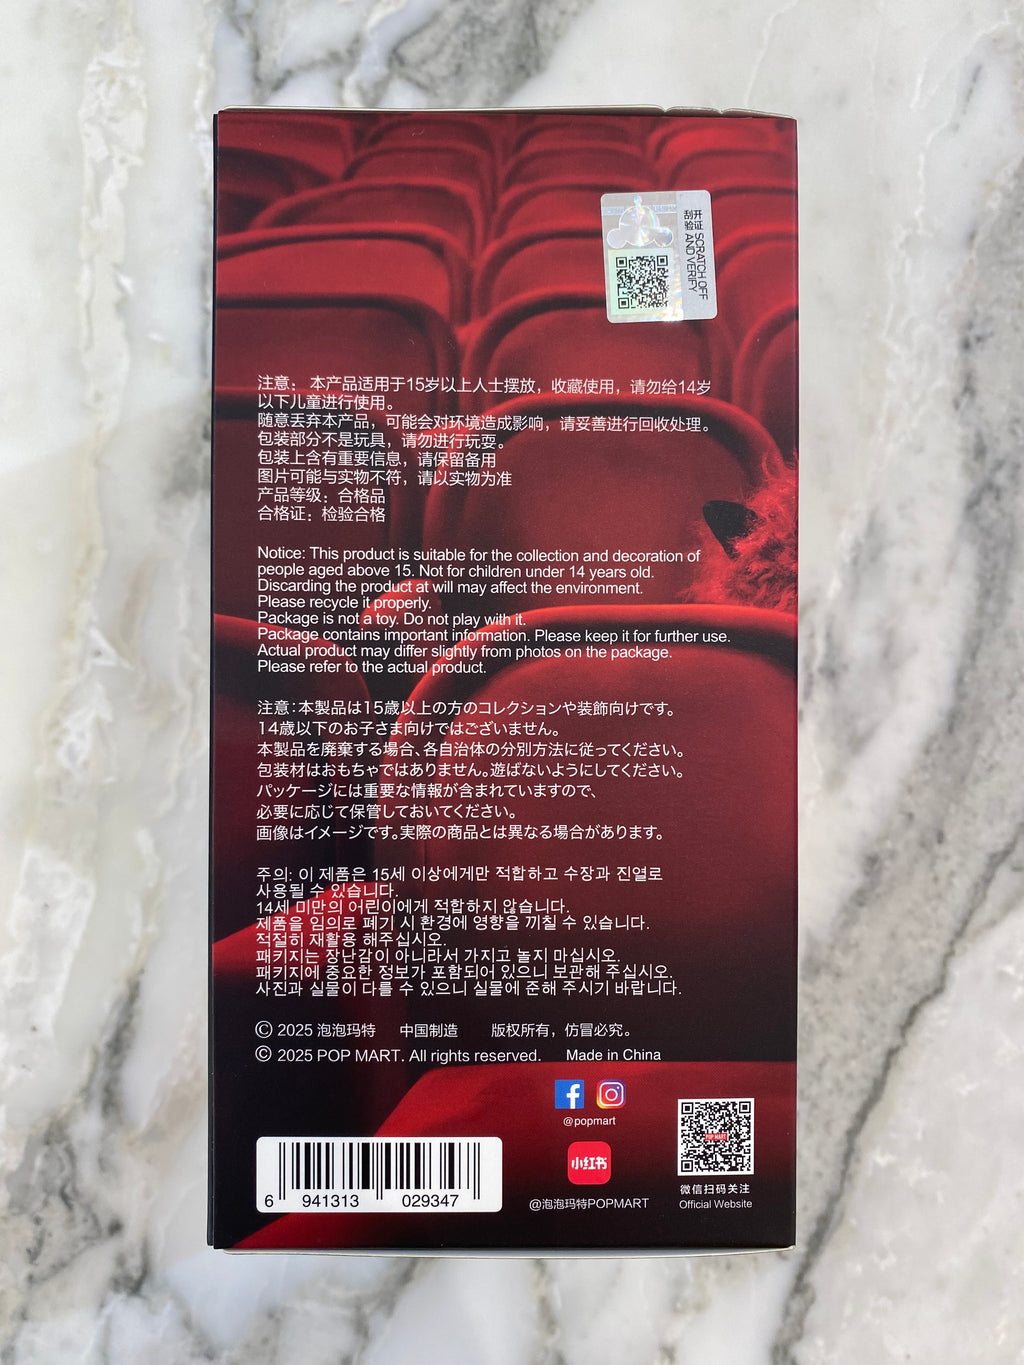 刮开
验证 SCRATCH OFF
AND VERIFY
注意： 本产品适用于15岁以上人士摆放，收藏使用，请勿给14岁
以下儿童进行使用。
随意丢弃本产品，可能会对环境造成影响，请妥善进行回收处理。
包装部分不是玩具，请勿进行玩耍。
包装上含有重要信息，请保留备用
图片可能与实物不符，请以实物为准
产品等级：合格品
合格证：检验合格
Notice: This product is suitable for the collection and decoration of
people aged above 15. Not for children under 14 years old.
Discarding the product at will may affect the environment.
Please recycle it properly.
Package is not a toy. Do not play with it.
Package contains important information. Please keep it for further use.
Actual product may differ slightly from photos on the package.
Please refer to the actual product.
注意：本製品は15歳以上の方のコレクションや装飾向けです。
14歳以下のお子さま向けではございません。
本製品を廃棄する場合、各自治体の分別方法に従ってください。
包装材はおもちゃではありません。遊ばないようにしてください。
パッケージには重要な情報が含まれていますので、
必要に応じて保管しておいてください。
画像はイメージです。実際の商品とは異なる場合があります。
주의: 이 제품은 15세 이상에게만 적합하고 수장과 진열로
사용될 수 있습니다.
14세 미만의 어린이에게 적합하지 않습니다.
제품을 임의로 폐기 시 환경에 영향을 끼칠 수 있습니다.
적절히 재활용 해주십시오.
패키지는 장난감이 아니라서 가지고 놀지 마십시오.
패키지에 중요한 정보가 포함되어 있으니 보관해 주십시오.
사진과 실물이 다를 수 있으니 실물에 준해 주시기 바랍니다.
© 2025 泡泡玛特 中国制造 版权所有，仿冒必究。
© 2025 POP MART. All rights reserved. Made in China
@popmart
小红书
@泡泡玛特POPMART
POP MART
微信扫码关注
Official Website
6 941313 029347